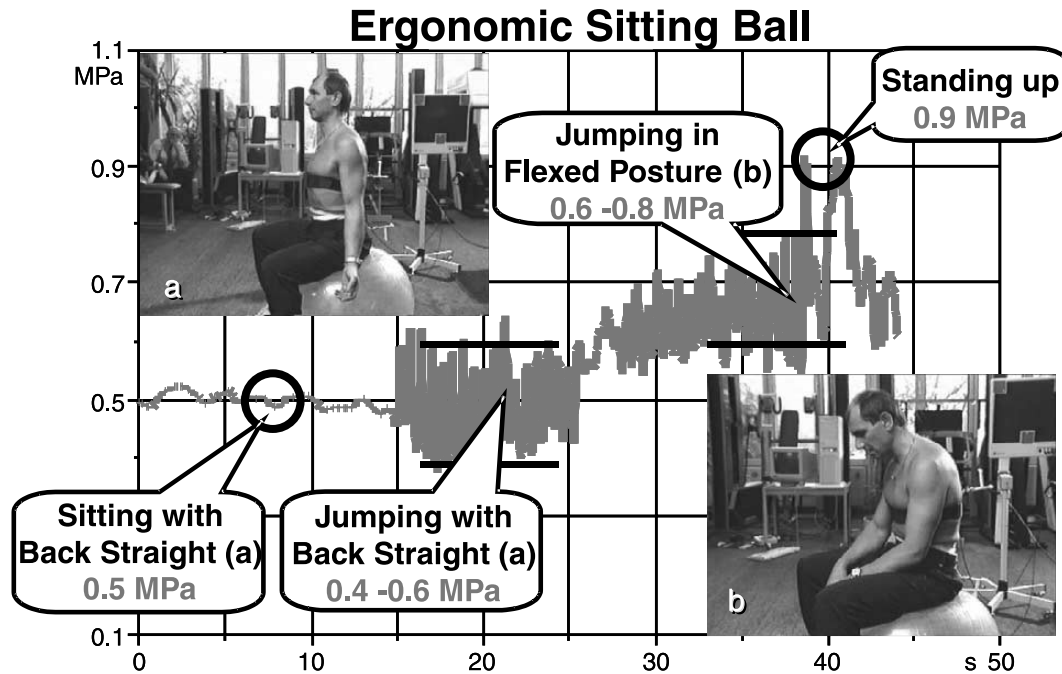 Ergonomic Sitting Ball
1.1
MPa
0.9
0.7
0.5
0.1
0
10
20
30
40
s 50
a
b
Sitting with
Back Straight (a)
0.5 MPa
Jumping with
Back Straight (a)
0.4 -0.6 MPa
Jumping in
Flexed Posture (b)
0.6 -0.8 MPa
Standing up
0.9 MPa